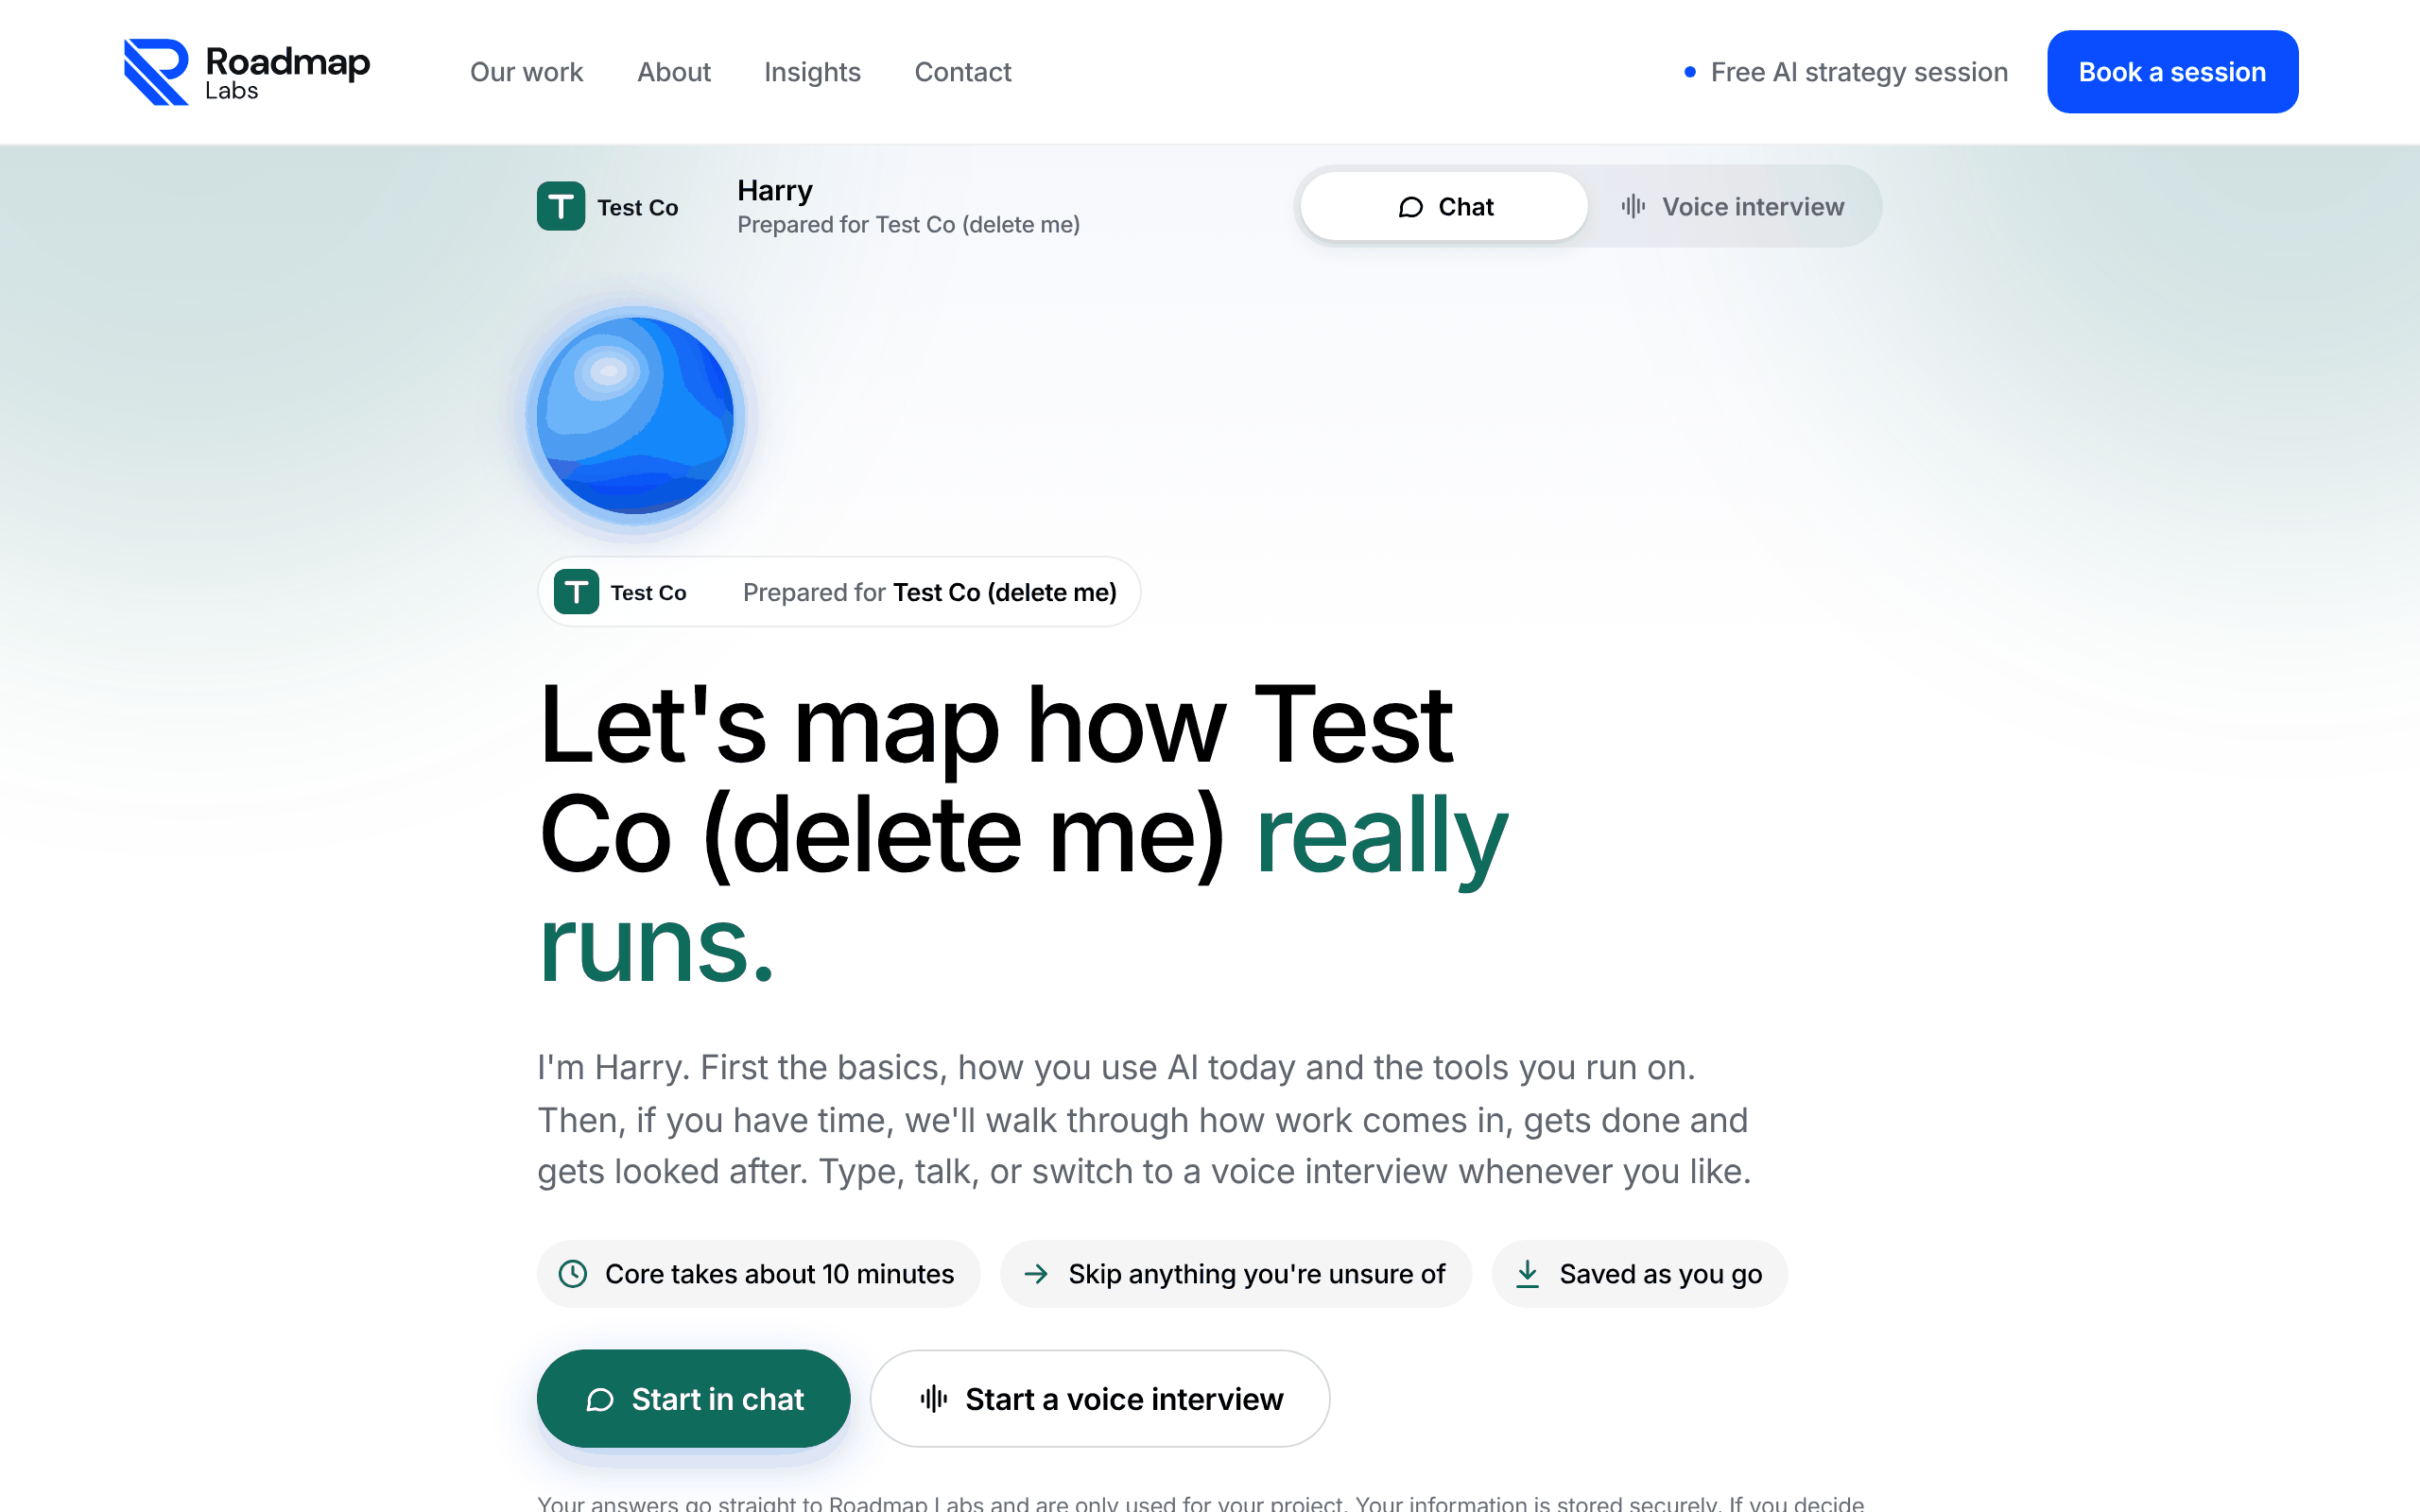 Roadmap
Labs
Our work
About
Insights
Contact
Free AI strategy session
Book a session
T
Test Co
Harry
Prepared for Test Co (delete me)
Chat
Voice interview
T
Test Co
Prepared for Test Co (delete me)
Let's map how Test
Co (delete me) really
runs.
I'm Harry. First the basics, how you use AI today and the tools you run on.
Then, if you have time, we'll walk through how work comes in, gets done and
gets looked after. Type, talk, or switch to a voice interview whenever you like.
Core takes about 10 minutes
Skip anything you're unsure of
Saved as you go
Start in chat
Start a voice interview
Your answers go straight to Roadmap Labs and are only used for your project. Your information is stored securely. If you decide